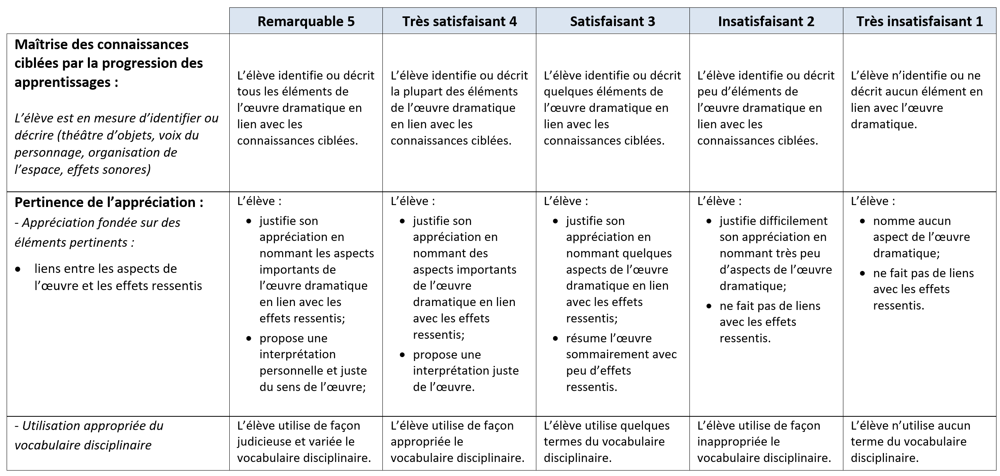 Remarquable 5
Très satisfaisant 4
Satisfaisant 3
Insatisfaisant 2
Très insatisfaisant 1
Maîtrise des connaissances
ciblées par la progression des
apprentissages :
L’élève est en mesure d’identifier ou
décrire (théâtre d’objets, voix du
personnage, organisation de
l’espace, effets sonores)
L’élève identifie ou décrit
tous les éléments de
l’œuvre dramatique en
lien avec les
connaissances ciblées.
L’élève identifie ou décrit
la plupart des éléments
de l’œuvre dramatique
en lien avec les
connaissances ciblées.
L’élève identifie ou décrit
quelques éléments de
l’œuvre dramatique en
lien avec les
connaissances ciblées.
L’élève identifie ou décrit
peu d’éléments de
l’œuvre dramatique en
lien avec les
connaissances ciblées.
L’élève n’identifie ou ne
décrit aucun élément en
lien avec l’œuvre
dramatique.
Pertinence de l’appréciation :
- Appréciation fondée sur des
éléments pertinents :
• liens entre les aspects de
l’œuvre et les effets ressentis
L’élève :
• justifie son
appréciation en
nommant les aspects
importants de
l’œuvre dramatique
en lien avec les
effets ressentis;
• propose une
interprétation
personnelle et juste
du sens de l’œuvre;
L’élève :
• justifie son
appréciation en
nommant des
aspects importants
de l’œuvre
dramatique en lien
avec les effets
ressentis;
• propose une
interprétation juste
de l’œuvre.
L’élève :
• justifie son
appréciation en
nommant quelques
aspects de l’œuvre
dramatique en lien
avec les effets
ressentis;
• résume l’œuvre
sommairement avec
peu d’effets
ressentis.
L’élève :
• justifie difficilement
son appréciation en
nommant très peu
d’aspects de l’œuvre
dramatique;
• ne fait pas de liens
avec les effets
ressentis.
L’élève :
• nomme aucun
aspect de l’œuvre
dramatique;
• ne fait pas de liens
avec les effets
ressentis.
- Utilisation appropriée du
vocabulaire disciplinaire
L’élève utilise de façon
judicieuse et variée le
vocabulaire disciplinaire.
L’élève utilise de façon
appropriée le
vocabulaire disciplinaire.
L’élève utilise quelques
termes du vocabulaire
disciplinaire.
L’élève utilise de façon
inappropriée le
vocabulaire disciplinaire.
L’élève n’utilise aucun
terme du vocabulaire
disciplinaire.